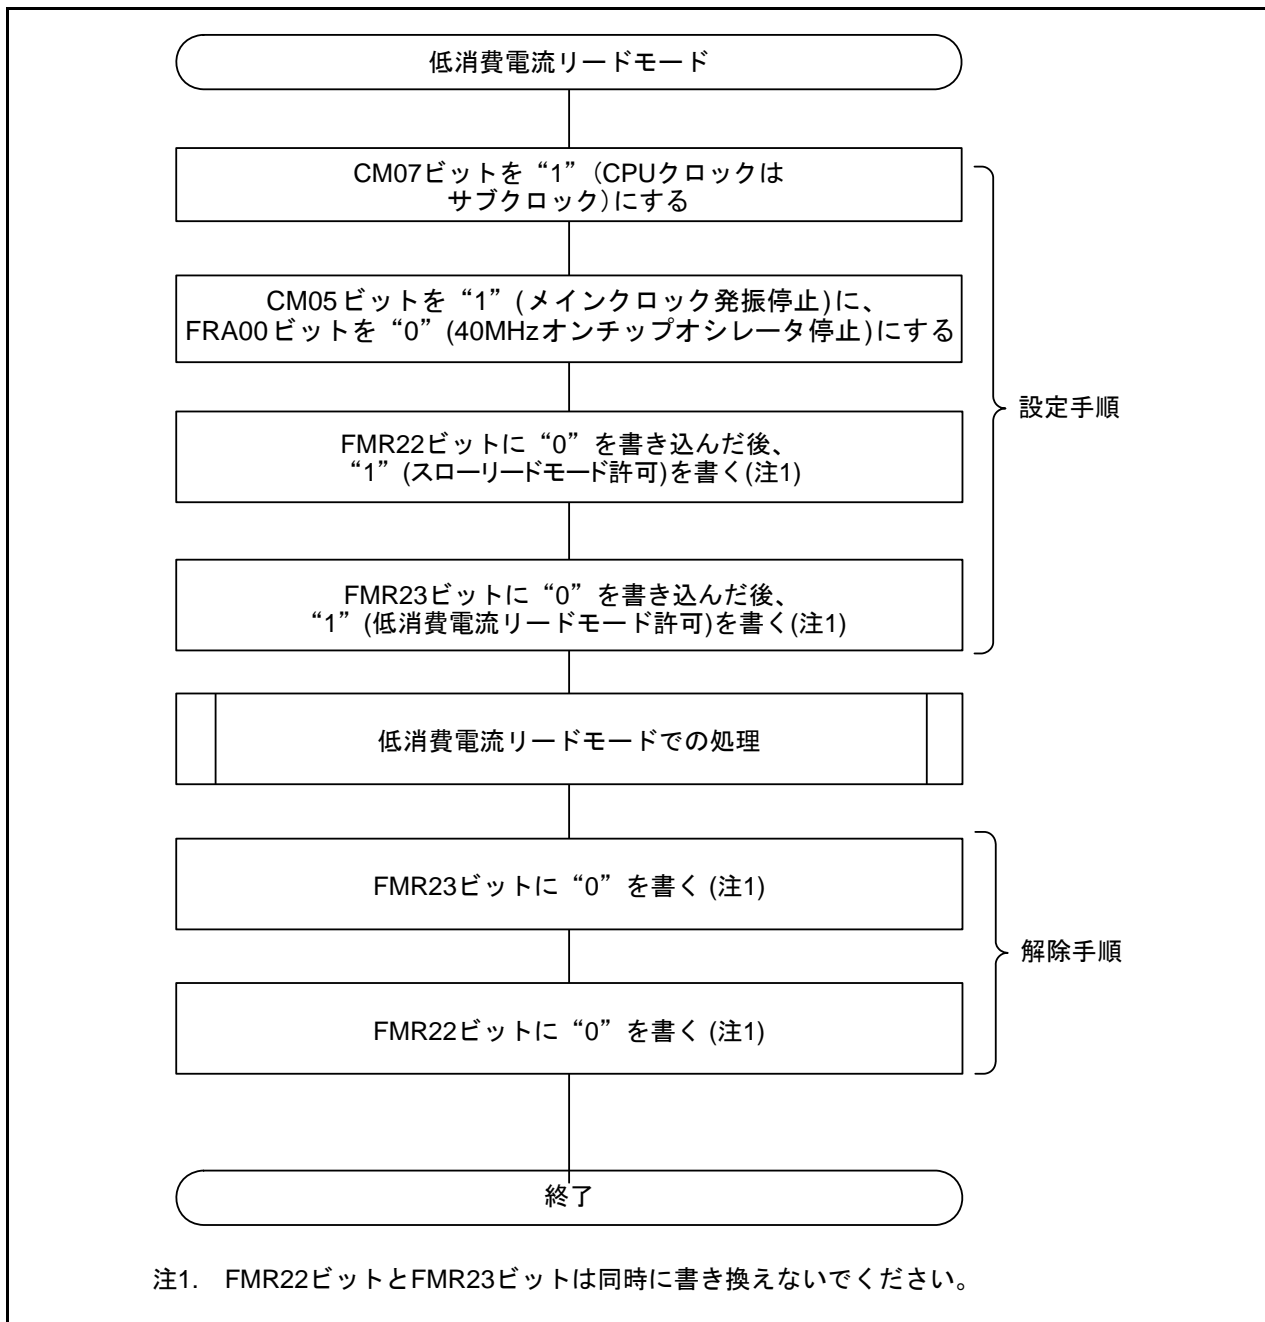 低消費電流リードモード
CM07ビットを“1”（CPUクロックは
サブクロック）にする
CM05ビットを“1”(メインクロック発振停止)に、
FRA00ビットを“0”(40MHzオンチップオシレータ停止)にする
設定手順
FMR22ビットに“0”を書き込んだ後、
“1”(スローリードモード許可)を書く(注1)
FMR23ビットに“0”を書き込んだ後、
“1”(低消費電流リードモード許可)を書く(注1)
低消費電流リードモードでの処理
FMR23ビットに“0”を書く (注1)
解除手順
FMR22ビットに“0”を書く (注1)
終了
注1. FMR22ビットとFMR23ビットは同時に書き換えないでください。